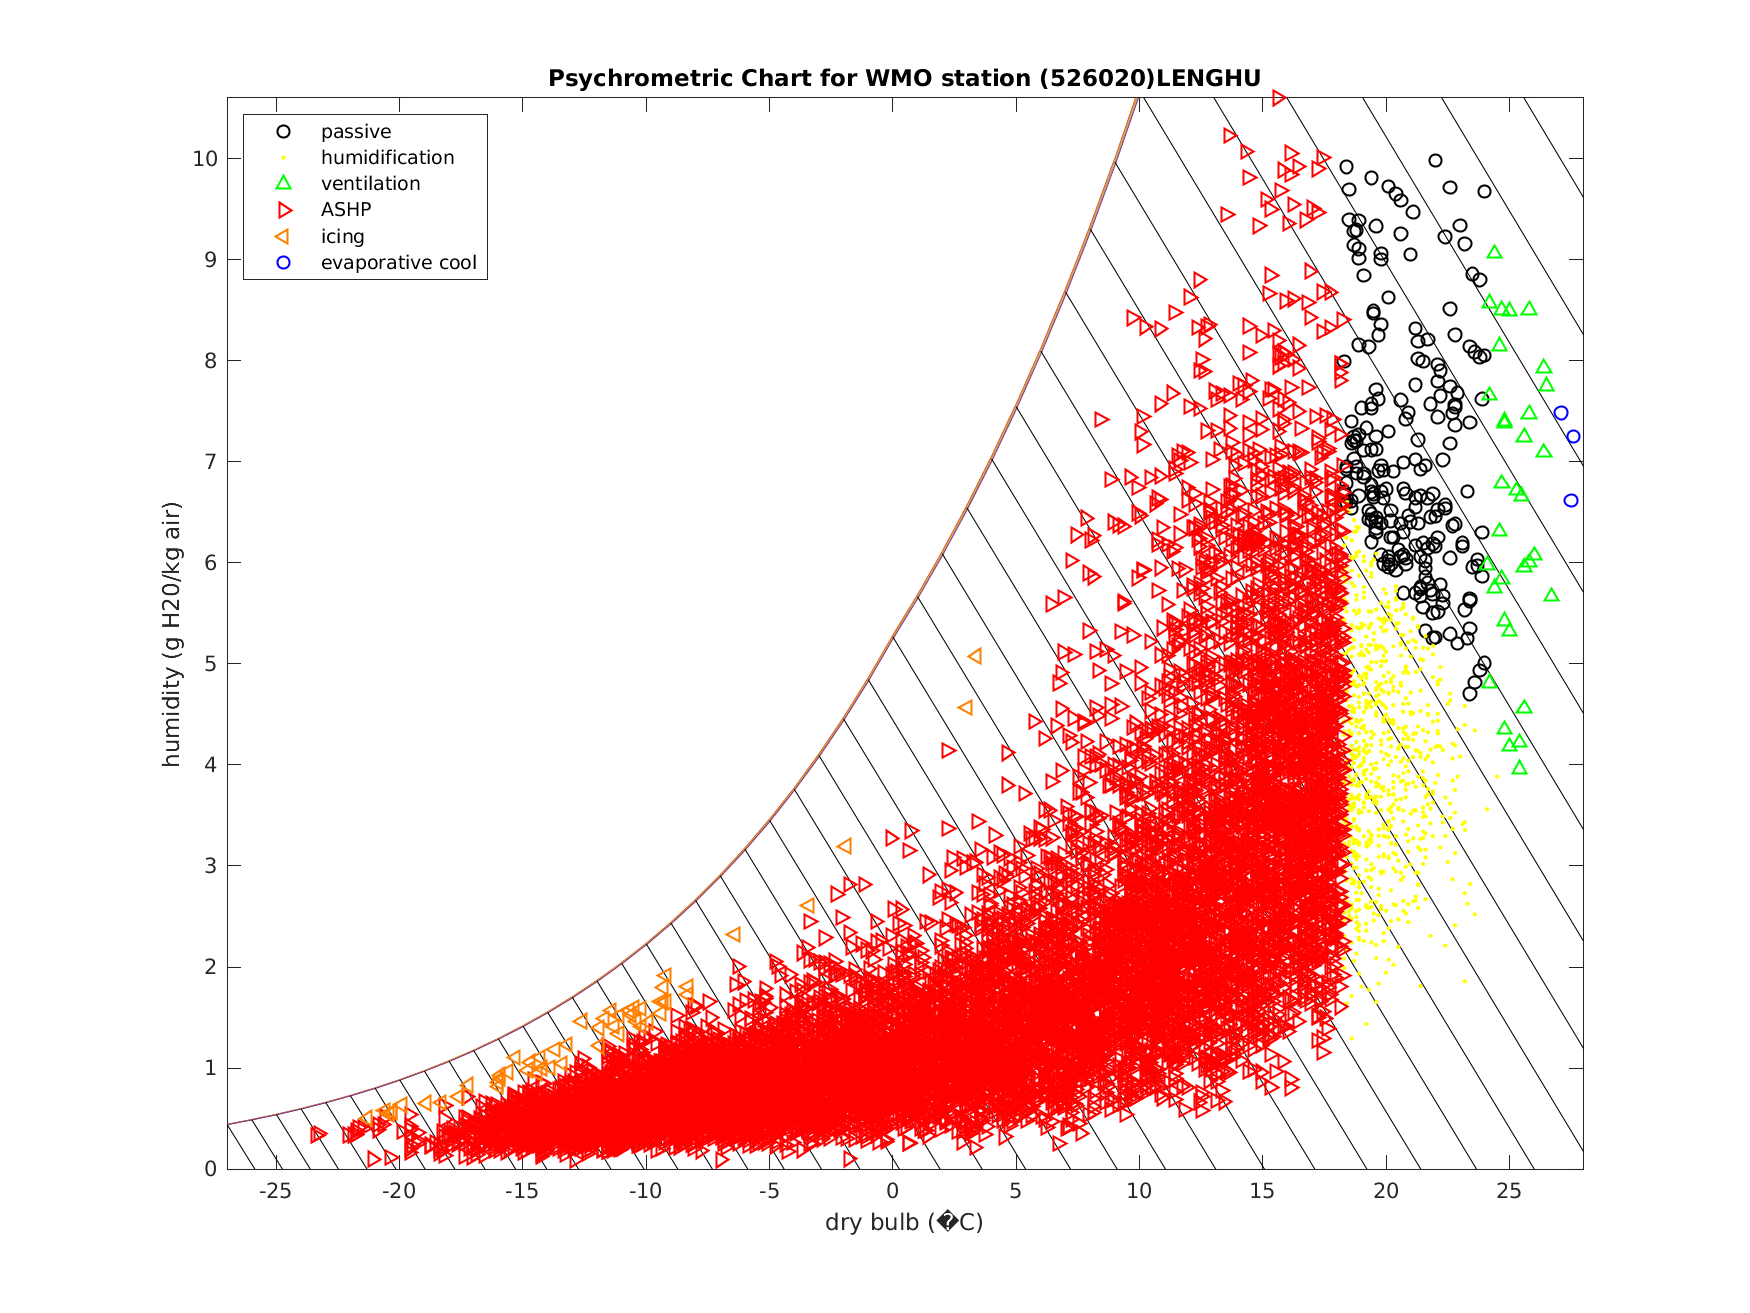 Psychrometric Chart for WMO station (526020)LENGHU
passive
humidification
ventilation
ASHP
icing
evaporative cool
10
9
8
7
6
5
4
3
2
1
0
humidity (g H20/kg air)
-25 -20 -15 -10 -5 0 5 10 15 20 25
dry bulb (�C)